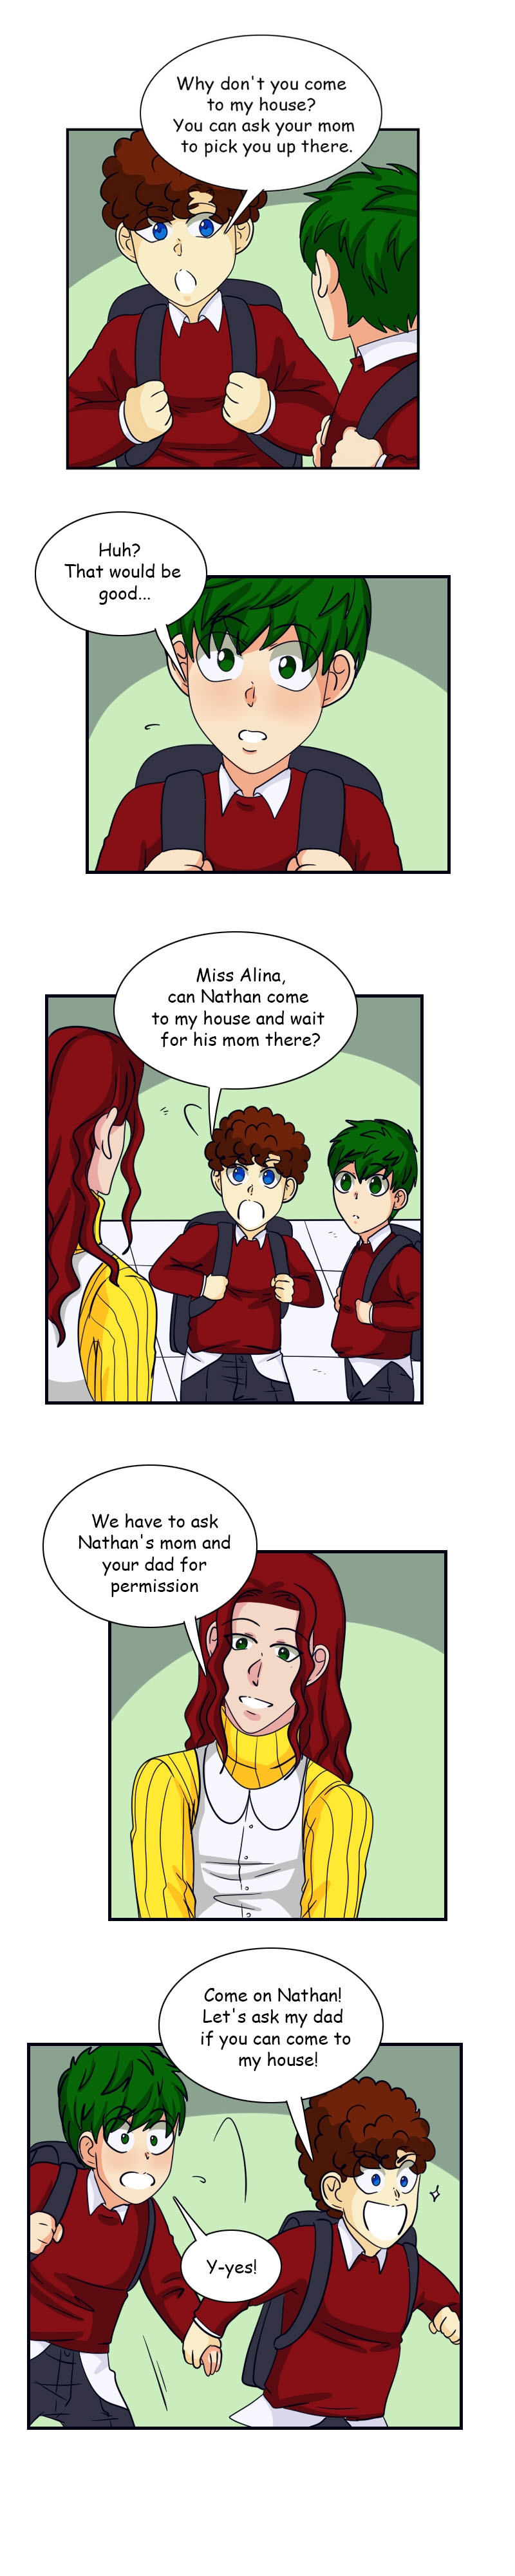 Why don't you come
to my house?
You can ask your mom
to pick you up there.
Huh?
That would be
good...
Miss Alina,
can Nathan come
to my house and wait
for his mom there?
We have to ask
Nathan's mom and
your dad for
permission
Come on Nathan!
Let's ask my dad
if you can come to
my house!
Y-yes!